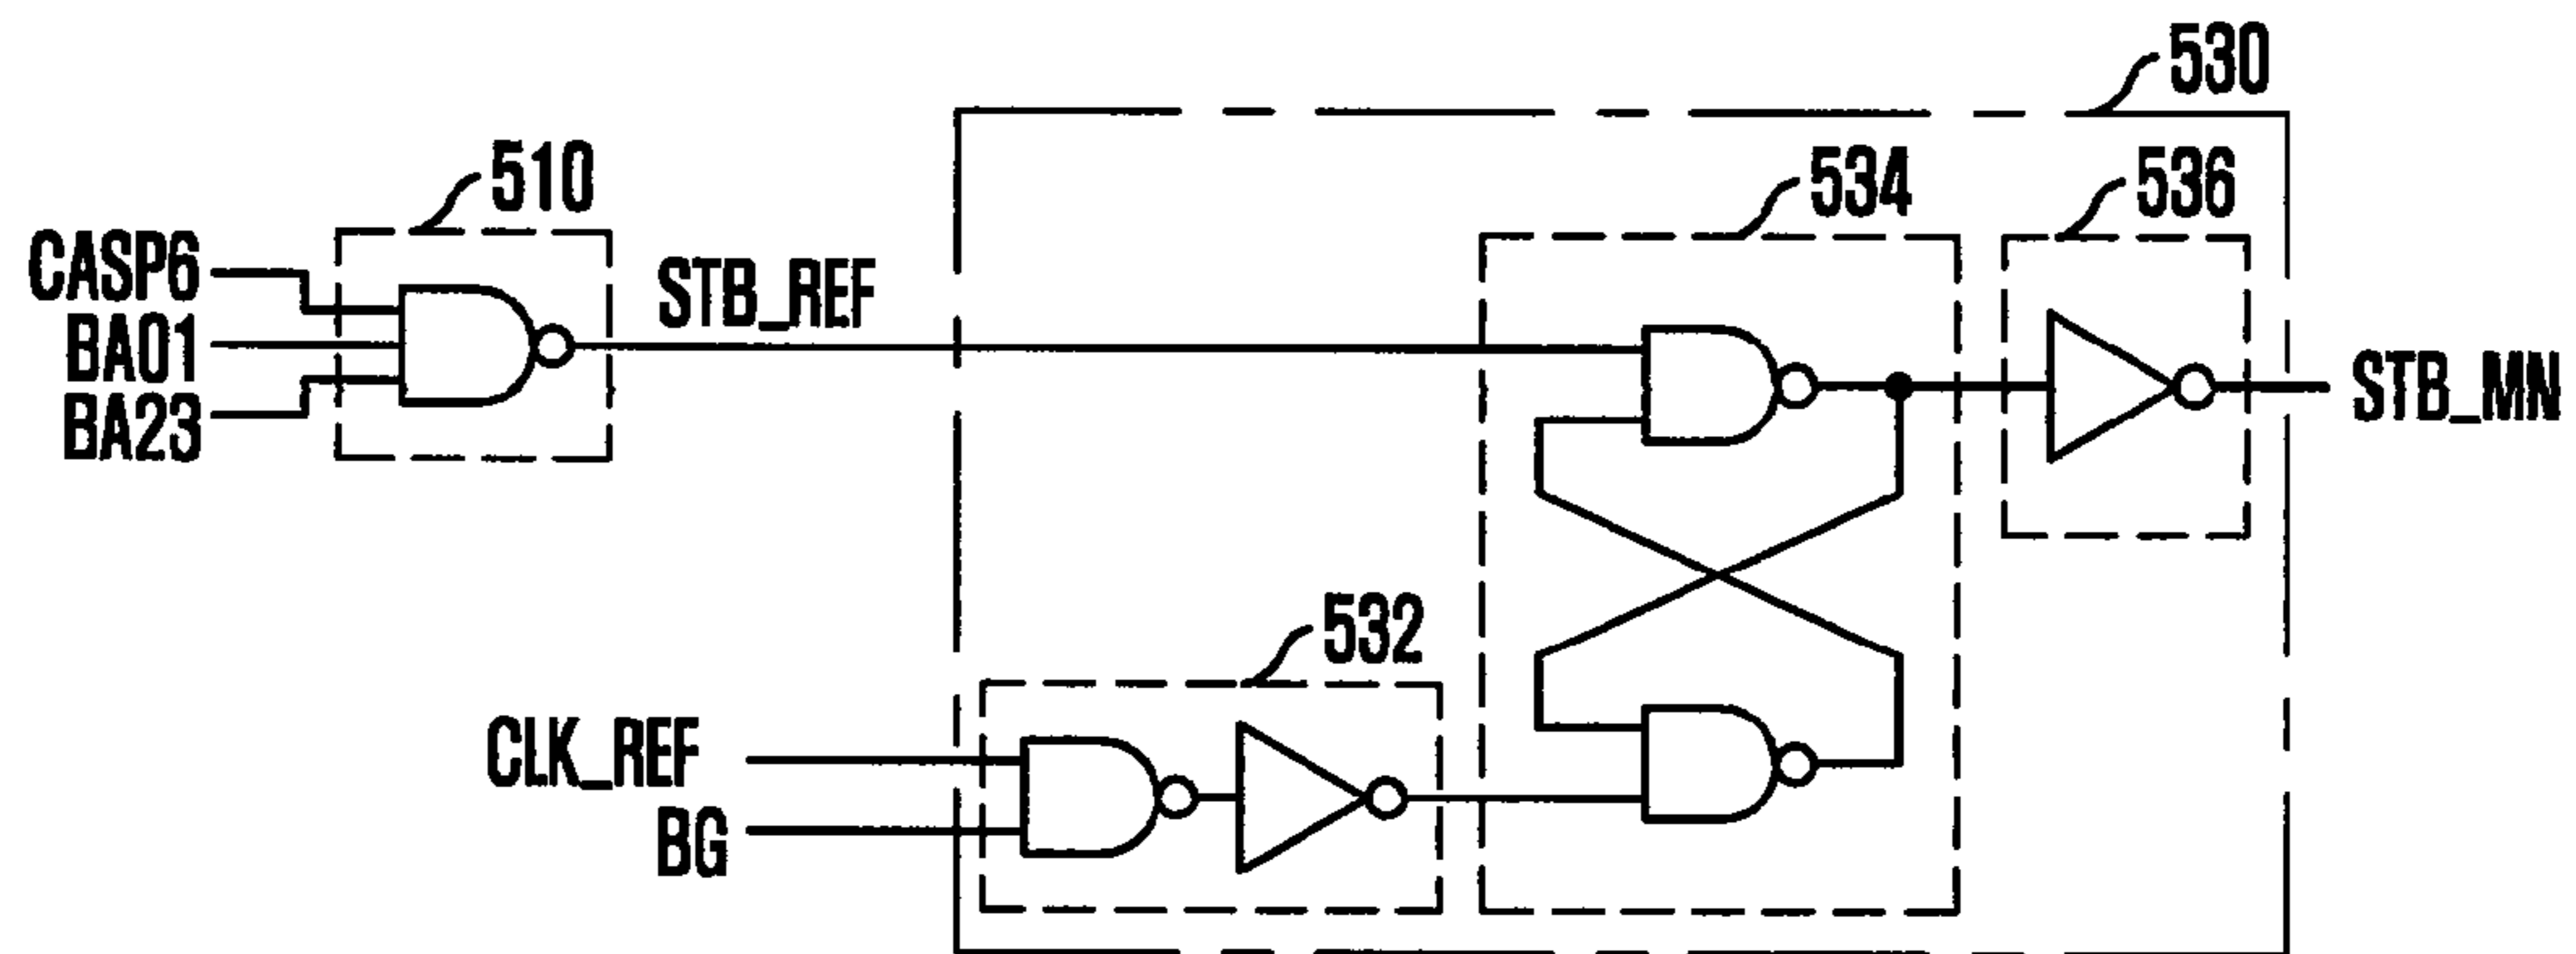 530
510
534
536
CASP6
BA01
BA23
STB_REF
STB_MN
532
CLK_REF
BG